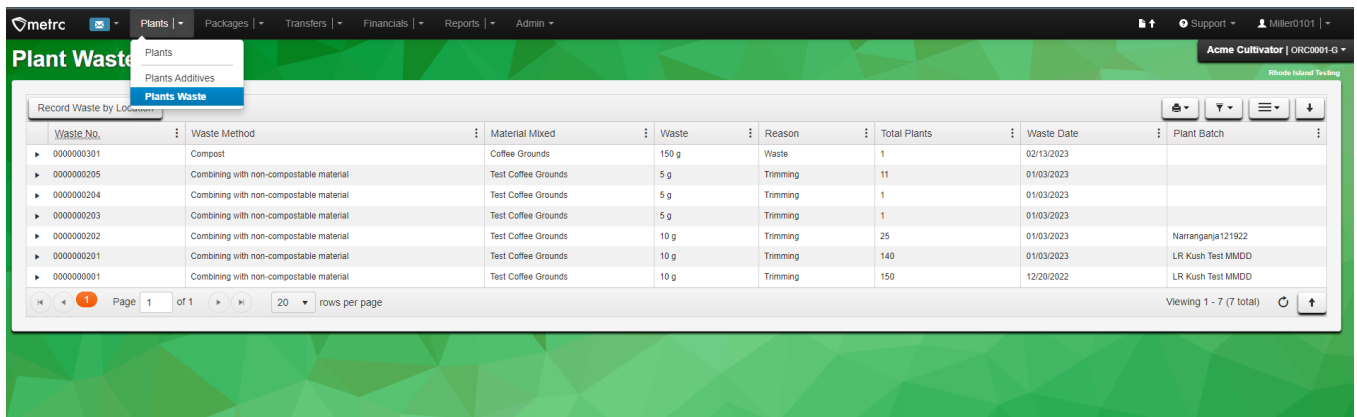 metrc Plants | Packages | Transfers | Financials | Reports | Admin Support Miller0101 |
Plant Waste
Plants
Plants Additives
Plants Waste
Acme Cultivator | ORC0001-G
Rhode Island Testing
Record Waste by Location
Waste No. Waste Method Material Mixed Waste Reason Total Plants Waste Date Plant Batch
0000000301 Compost Coffee Grounds 150 g Waste 1 02/13/2023
0000000205 Combining with non-compostable material Test Coffee Grounds 5 g Trimming 11 01/03/2023
0000000204 Combining with non-compostable material Test Coffee Grounds 5 g Trimming 1 01/03/2023
0000000203 Combining with non-compostable material Test Coffee Grounds 5 g Trimming 1 01/03/2023
0000000202 Combining with non-compostable material Test Coffee Grounds 10 g Trimming 25 01/03/2023 Narranganja121922
0000000201 Combining with non-compostable material Test Coffee Grounds 10 g Trimming 140 01/03/2023 LR Kush Test MMDD
0000000001 Combining with non-compostable material Test Coffee Grounds 10 g Trimming 150 12/20/2022 LR Kush Test MMDD
1 Page 1 of 1 20 rows per page Viewing 1 - 7 (7 total)